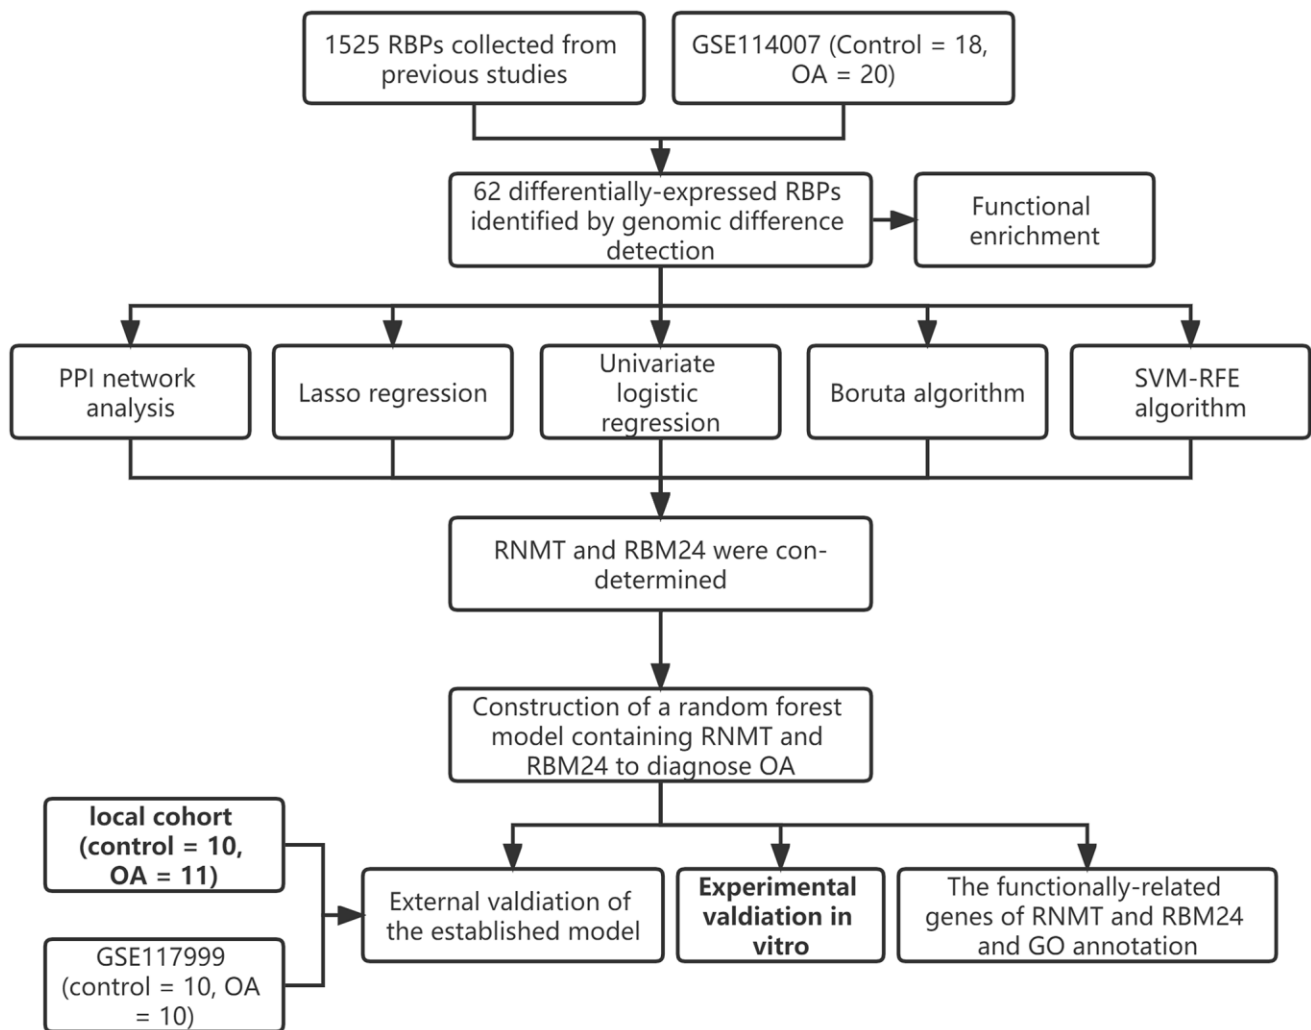 1525 RBPs collected from
previous studies
GSE114007 (Control = 18,
OA = 20)
62 differentially-expressed RBPs
identified by genomic difference
detection
Functional
enrichment
PPI network
analysis
Lasso regression
Univariate
logistic
regression
Boruta algorithm
SVM-RFE
algorithm
RNMT and RBM24 were con-
determined
Construction of a random forest
model containing RNMT and
RBM24 to diagnose OA
local cohort
(control = 10,
OA = 11)
GSE117999
(control = 10, OA
= 10)
External valdiation of
the established model
Experimental
valdiation in
vitro
The functionally-related
genes of RNMT and RBM24
and GO annotation